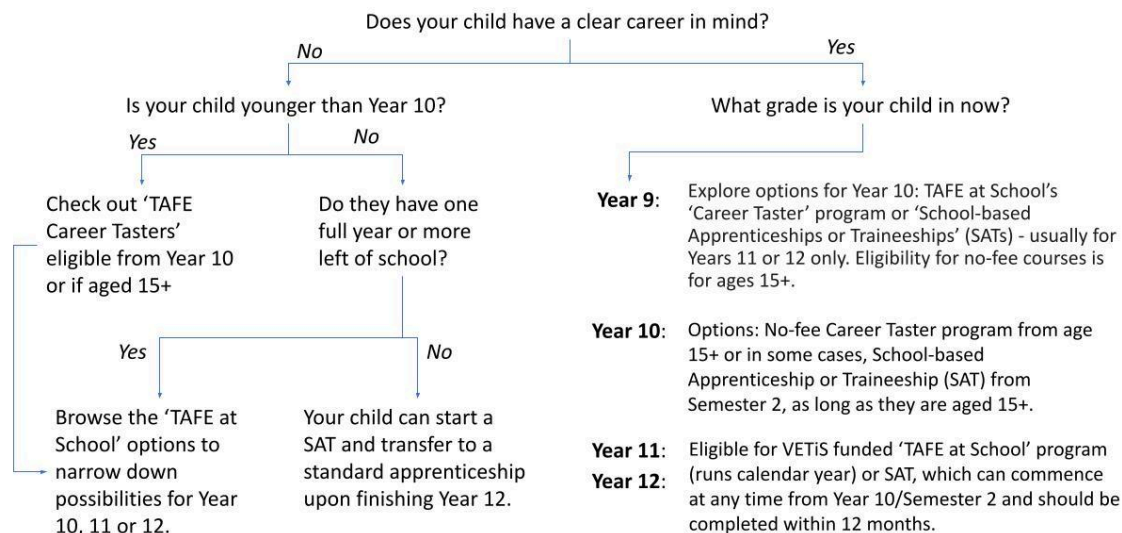 Does your child have a clear career in mind?
No
Yes
Is your child younger than Year 10?
What grade is your child in now?
Yes
No
Check out ‘TAFE
Career Tasters’
eligible from Year 10
or if aged 15+
Do they have one
full year or more
left of school?
Yes
No
Browse the ‘TAFE at
School’ options to
narrow down
possibilities for Year
10, 11 or 12.
Your child can start a
SAT and transfer to a
standard apprenticeship
upon finishing Year 12.
Year 9: Explore options for Year 10: TAFE at School’s
‘Career Taster’ program or ‘School-based
Apprenticeships or Traineeships’ (SATs) - usually for
Years 11 or 12 only. Eligibility for no-fee courses is
for ages 15+.
Year 10: Options: No-fee Career Taster program from age
15+ or in some cases, School-based
Apprenticeship or Traineeship (SAT) from
Semester 2, as long as they are aged 15+.
Year 11: Eligible for VETiS funded ‘TAFE at School’ program
Year 12: (runs calendar year) or SAT, which can commence
at any time from Year 10/Semester 2 and should be
completed within 12 months.